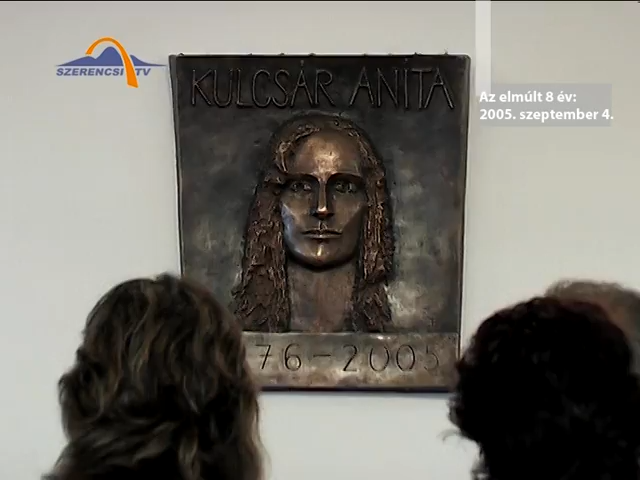 SZERENCSI TV
KULCSÁR ANITA
Az elmúlt 8 év:
2005. szeptember 4.
76-2005